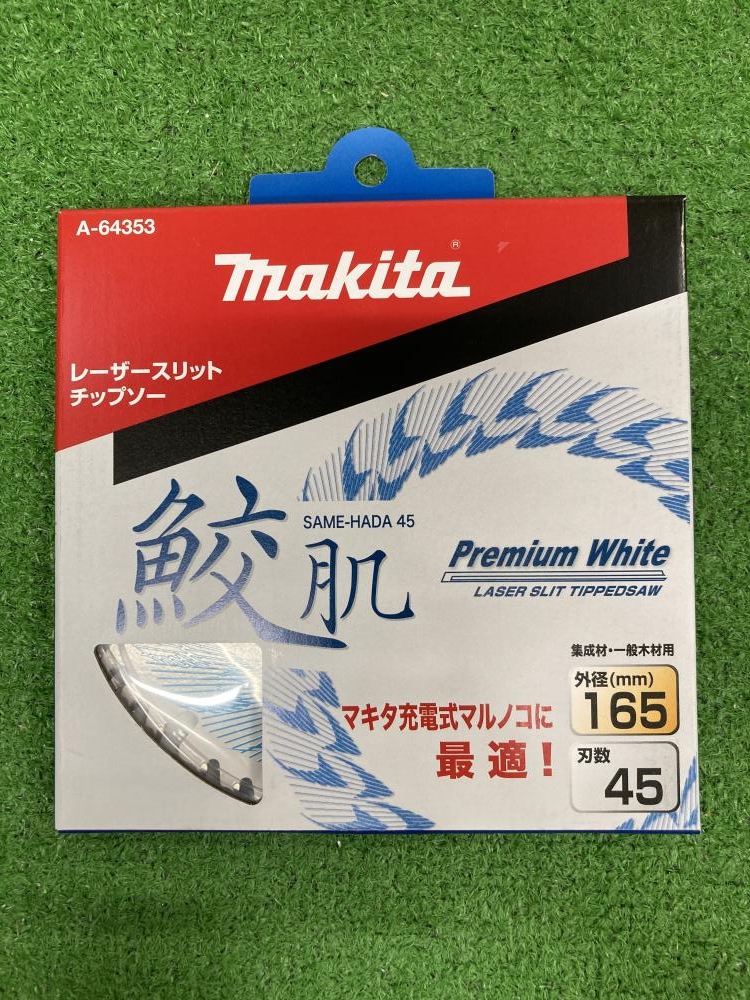 A-64353
makita®
レーザースリット
チップソー
鮫肌
SAME-HADA 45
Premium White
LASER SLIT TIPPEDSAW
集成材・一般木材用
外径(mm)
165
マキタ充電式マルノコに
最適！
刃数
45